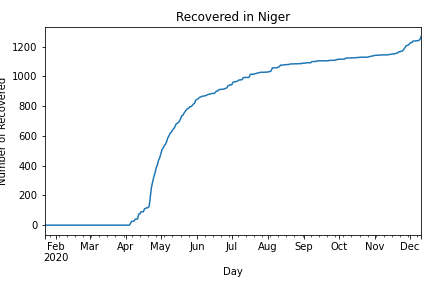 Recovered in Niger
Number of Recovered
1200
1000
800
600
400
200
0
Feb Mar Apr May Jun Jul Aug Sep Oct Nov Dec
2020
Day